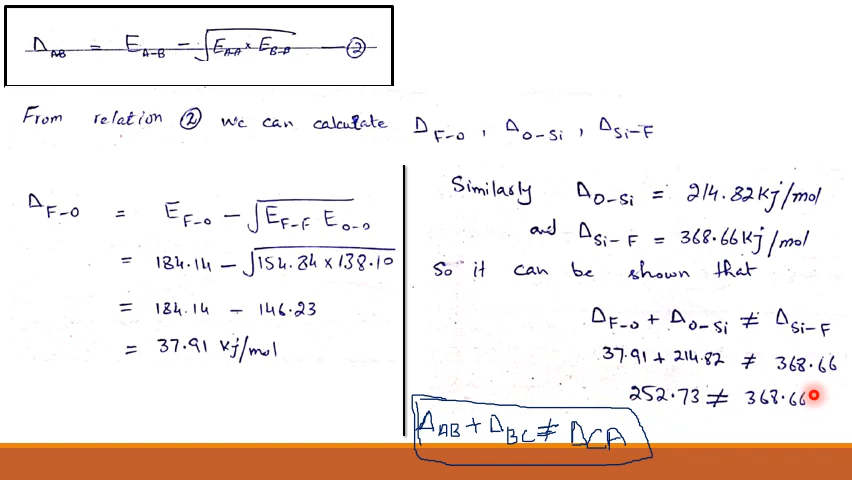 Δ_AB = E_A-B - √E_A-A × E_B-B — ②
From relation ② we can calculate Δ_F-O , Δ_O-Si , Δ_Si-F
Δ_F-O = E_F-O - √E_F-F E_O-O
= 184.14 - √154.84 × 138.10
= 184.14 - 146.23
= 37.91 kj/mol
Similarly Δ_O-Si = 214.82 Kj/mol
and Δ_Si-F = 368.66 Kj/mol
So it can be shown that
Δ_F-O + Δ_O-Si ≠ Δ_Si-F
37.91 + 214.82 ≠ 368.66
252.73 ≠ 368.66
Δ_AB + Δ_BC ≠ Δ_CA